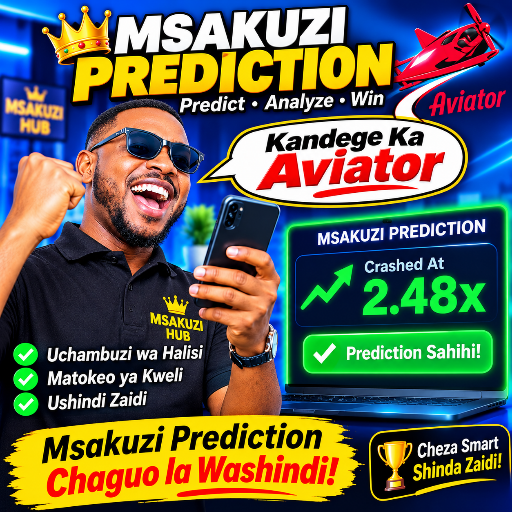 MSAKUZI
PREDICTION
Predict • Analyze • Win
Aviator
MSAKUZI
HUB
Kandege Ka
Aviator
MSAKUZI PREDICTION
Crashed At
2.48x
Prediction Sahihi!
MSAKUZI
HUB
Uchambuzi wa Halisi
Matokeo ya Kweli
Ushindi Zaidi
Msakuzi Prediction
Chaguo la Washindi!
Cheza Smart
Shinda Zaidi!